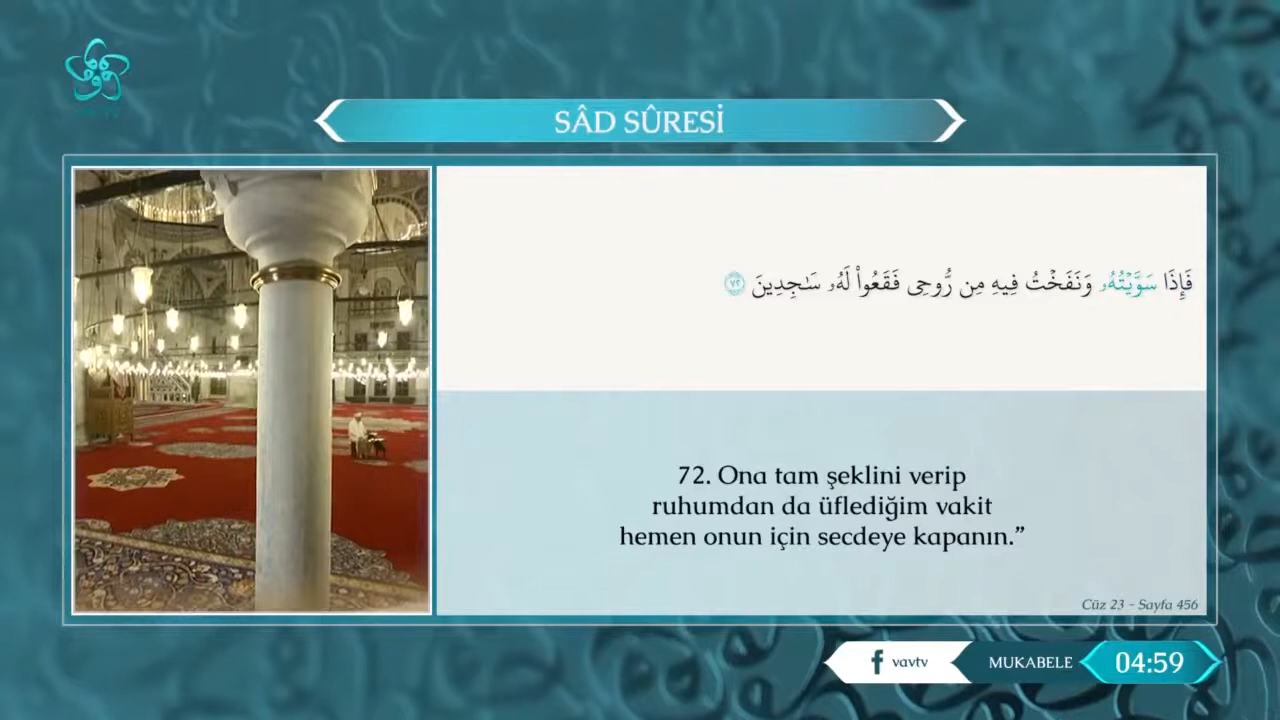 SÂD SÛRESİ
فَإِذَا سَوَّيْتُهُۥ وَنَفَخْتُ فِيهِ مِن رُّوحِى فَقَعُوا۟ لَهُۥ سَـٰجِدِينَ ٧٢
72. Ona tam şeklini verip
ruhumdan da üflediğim vakit
hemen onun için secdeye kapanın.”
Cüz 23 - Sayfa 456
vavtv
MUKABELE
04:59